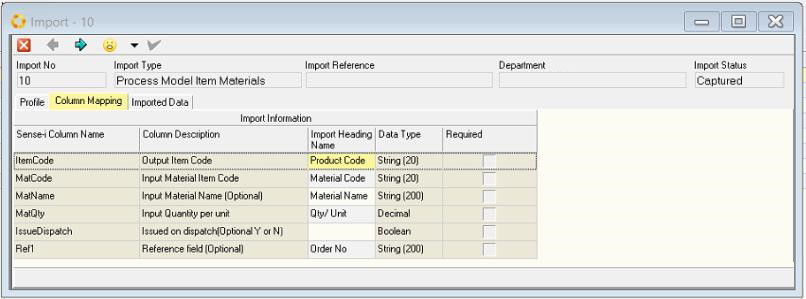 Import - 10
Import No Import Type Import Reference Department Import Status
10 Process Model Item Materials Captured
Profile Column Mapping Imported Data
Import Information
Sense-i Column Name Column Description Import Heading Name Data Type Required
ItemCode Output Item Code Product Code String (20)
MatCode Input Material Item Code Material Code String (20)
MatName Input Material Name (Optional) Material Name String (200)
MatQty Input Quantity per unit Qty/ Unit Decimal
IssueDispatch Issued on dispatch(Optional Y or N) Boolean
Ref1 Reference field (Optional) Order No String (200)